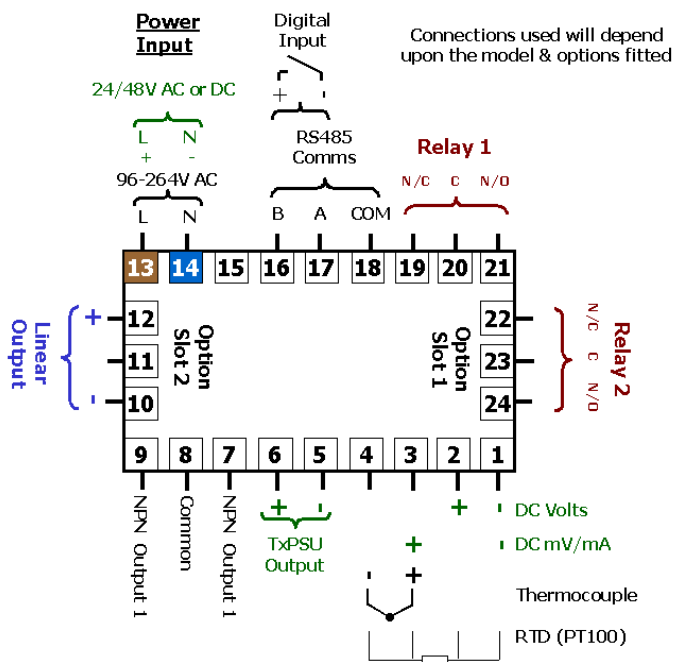 Power
Input
Digital
Input
Connections used will depend
upon the model & options fitted
24/48V AC or DC
L N
+ -
96-264V AC
L N
+ -
RS485
Comms
B A COM
Relay 1
N/C C N/O
13 14 15 16 17 18 19 20 21
Linear
Output
+
-
12
11
10
Option
Slot 2
Option
Slot 1
22
23
24
N/C C N/O
Relay 2
9 8 7 6 5 4 3 2 1
NPN Output 1
Common
NPN Output 1
+ -
TxPSU
Output
+ - DC Volts
+ - DC mV/mA
- +
Thermocouple
RTD (PT100)